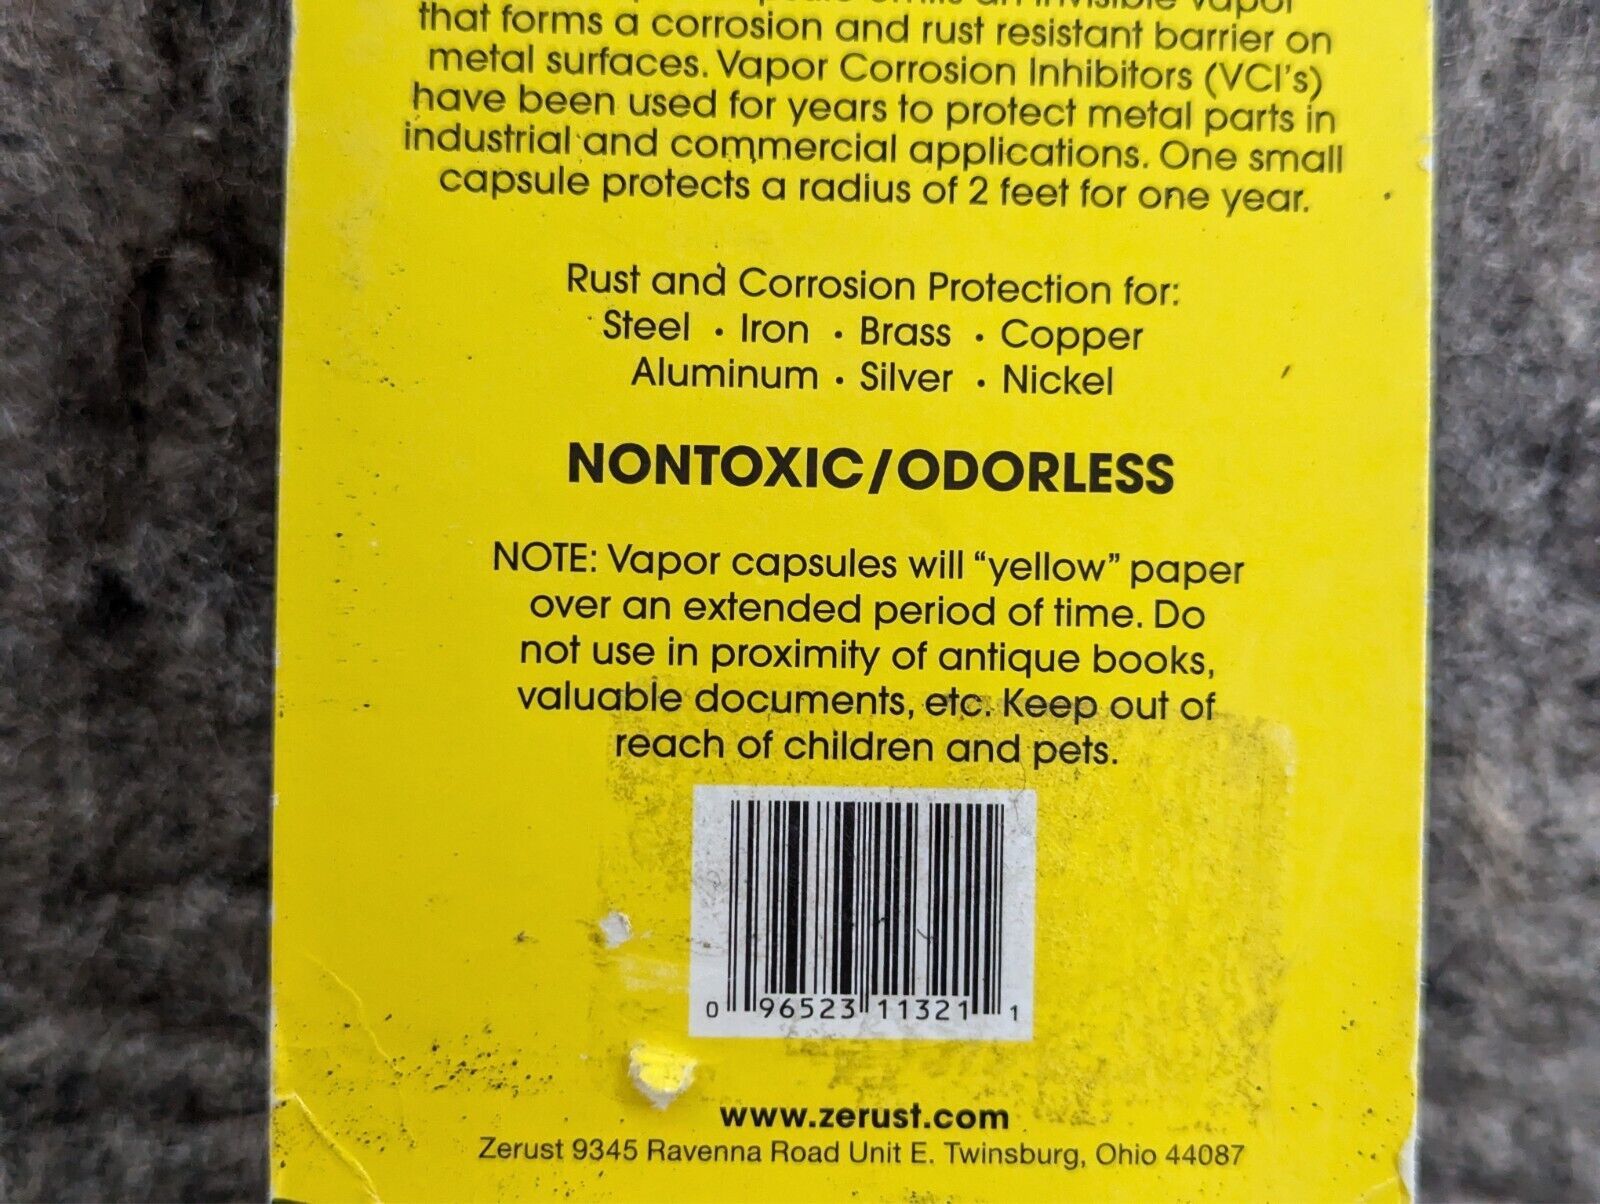 an invisible vapor
that forms a corrosion and rust resistant barrier on
metal surfaces. Vapor Corrosion Inhibitors (VCI's)
have been used for years to protect metal parts in
industrial and commercial applications. One small
capsule protects a radius of 2 feet for one year.
Rust and Corrosion Protection for:
Steel • Iron • Brass • Copper
Aluminum • Silver • Nickel
NONTOXIC/ODORLESS
NOTE: Vapor capsules will “yellow” paper
over an extended period of time. Do
not use in proximity of antique books,
valuable documents, etc. Keep out of
reach of children and pets.
0 96523 11321 1
www.zerust.com
Zerust 9345 Ravenna Road Unit E. Twinsburg, Ohio 44087